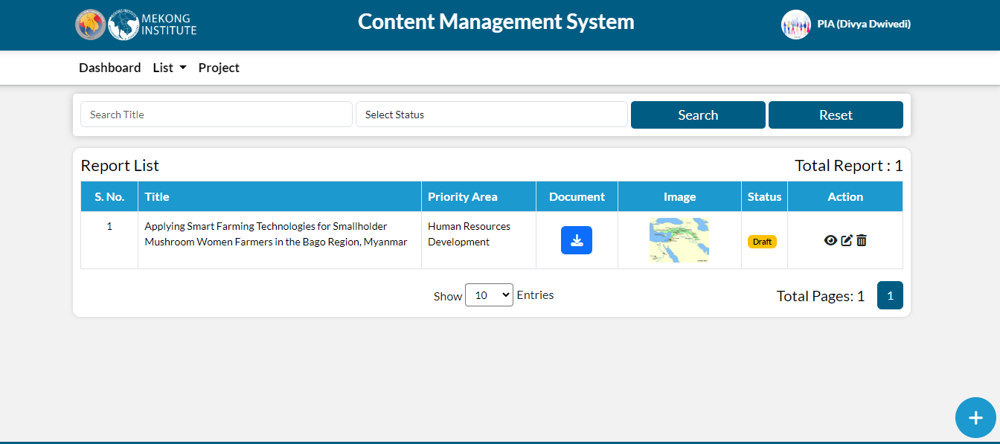 MEKONG INSTITUTE
MEKONG
INSTITUTE
Content Management System
PIA (Divya Dwivedi)
Dashboard List Project
Search Title Select Status Search Reset
Report List Total Report : 1
S. No. Title Priority Area Document Image Status Action
1 Applying Smart Farming Technologies for Smallholder Human Resources
Mushroom Women Farmers in the Bago Region, Myanmar Development
Draft
Show 10 Entries Total Pages: 1 1